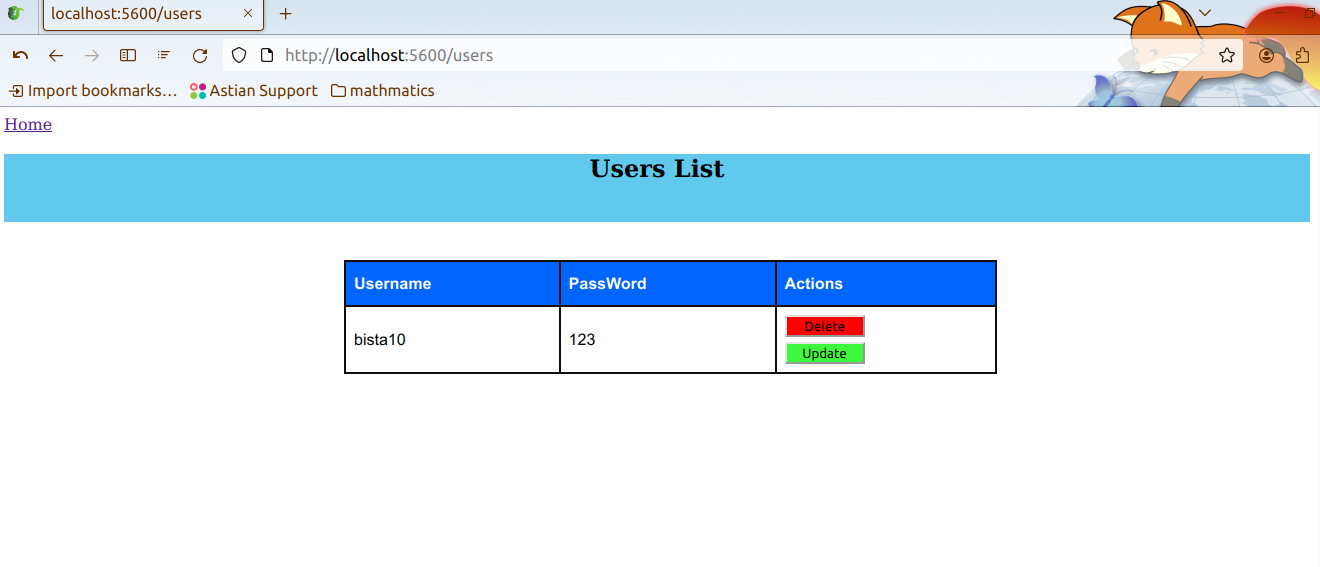 localhost:5600/users
http://localhost:5600/users
Import bookmarks... Astian Support mathmatics
Home
Users List
Username PassWord Actions
bista10 123 Delete
Update